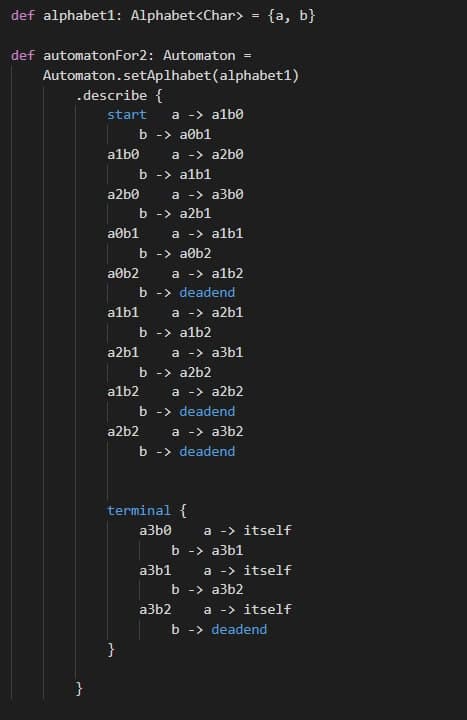 def alphabet1: Alphabet<Char> = {a, b}
def automatonFor2: Automaton =
Automaton.setAplhabet(alphabet1)
.describe {
start a -> a1b0
b -> a0b1
a1b0 a -> a2b0
b -> a1b1
a2b0 a -> a3b0
b -> a2b1
a0b1 a -> a1b1
b -> a0b2
a0b2 a -> a1b2
b -> deadend
a1b1 a -> a2b1
b -> a1b2
a2b1 a -> a3b1
b -> a2b2
a1b2 a -> a2b2
b -> deadend
a2b2 a -> a3b2
b -> deadend
terminal {
a3b0 a -> itself
b -> a3b1
a3b1 a -> itself
b -> a3b2
a3b2 a -> itself
b -> deadend
}
}